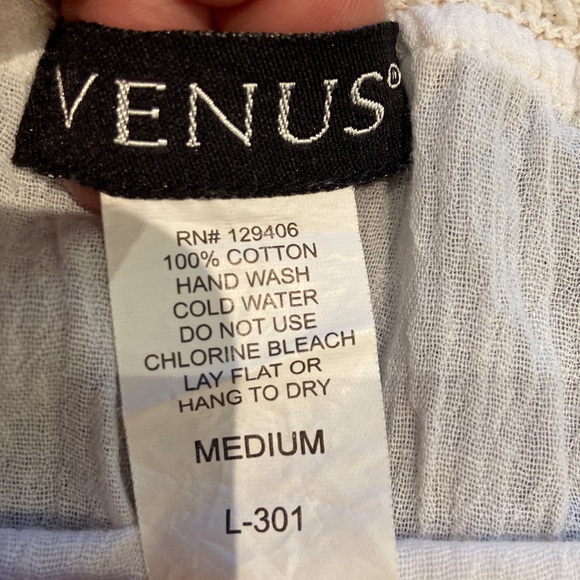 VENUS®
RN# 129406
100% COTTON
HAND WASH
COLD WATER
DO NOT USE
CHLORINE BLEACH
LAY FLAT OR
HANG TO DRY
MEDIUM
L-301